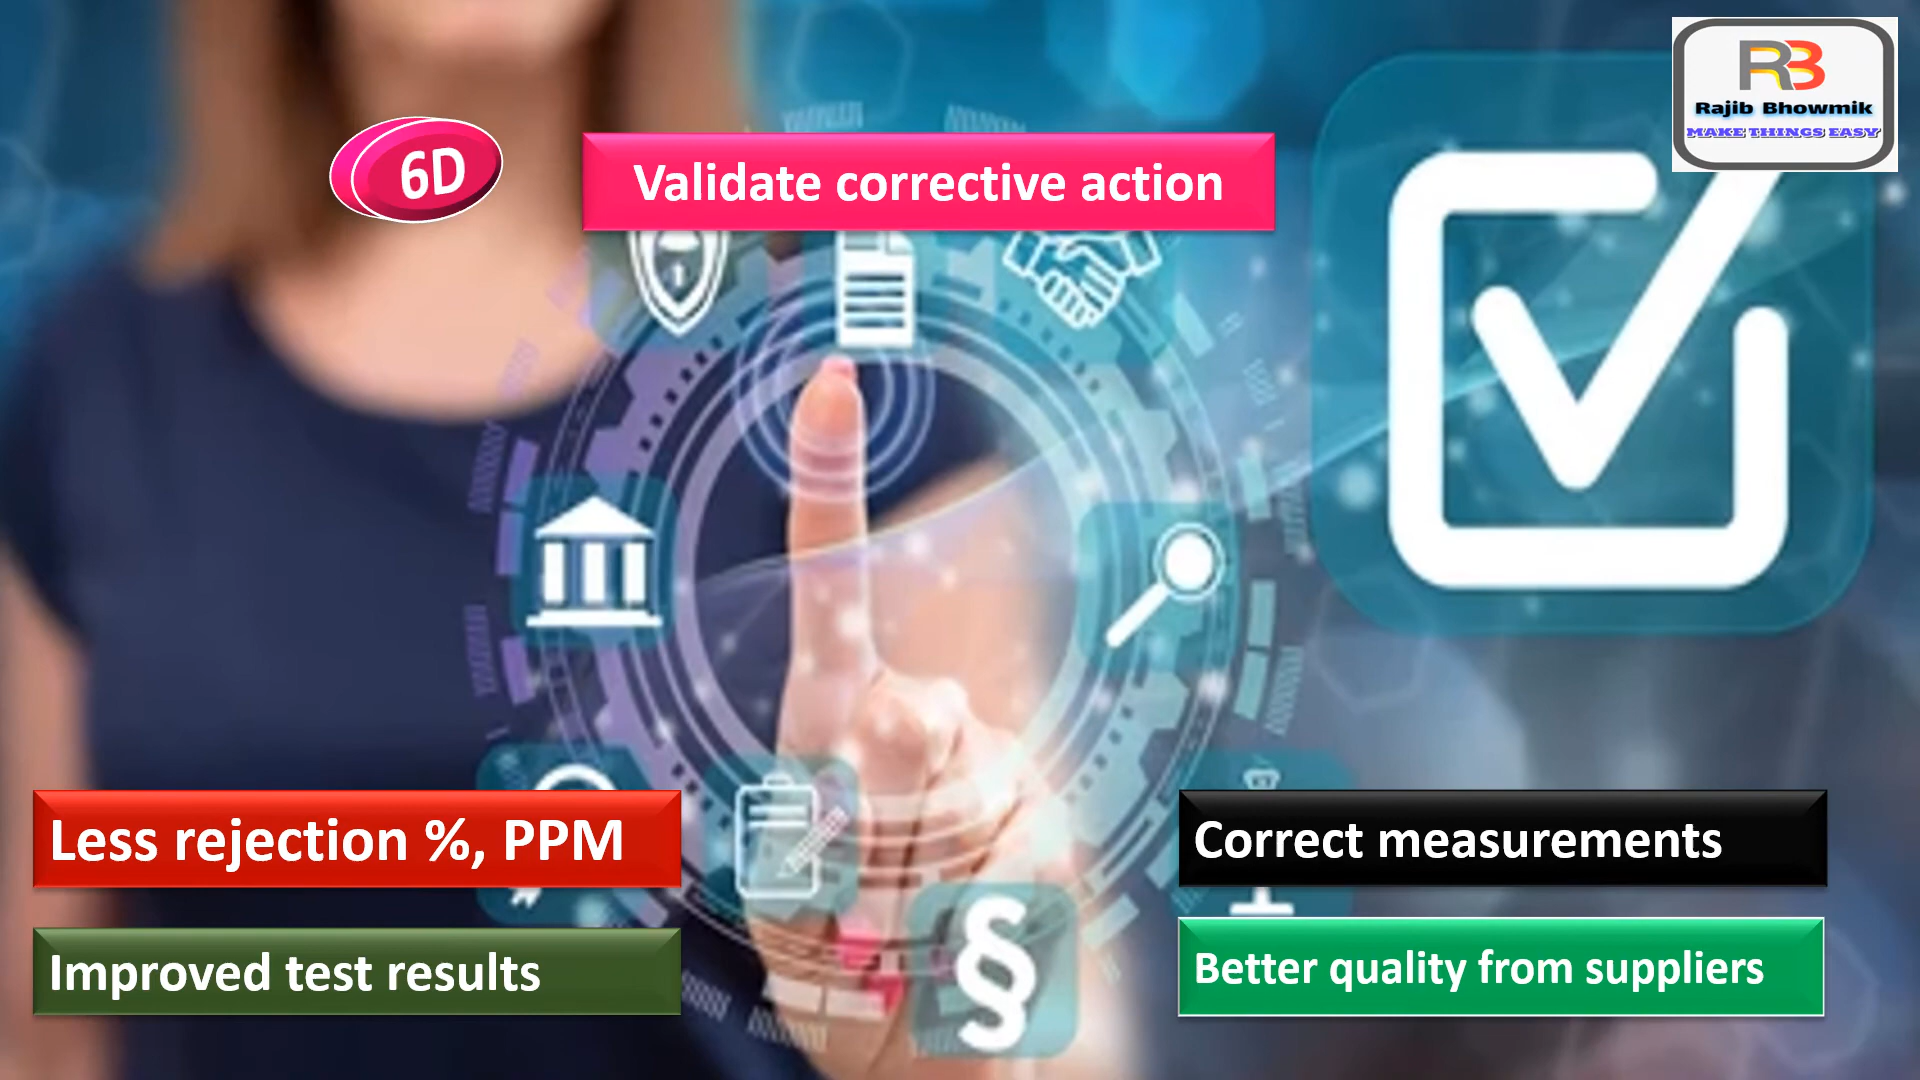 RB
Rajib Bhowmik
MAKE THINGS EASY
6D
Validate corrective action
Less rejection %, PPM
Correct measurements
Improved test results
Better quality from suppliers
§